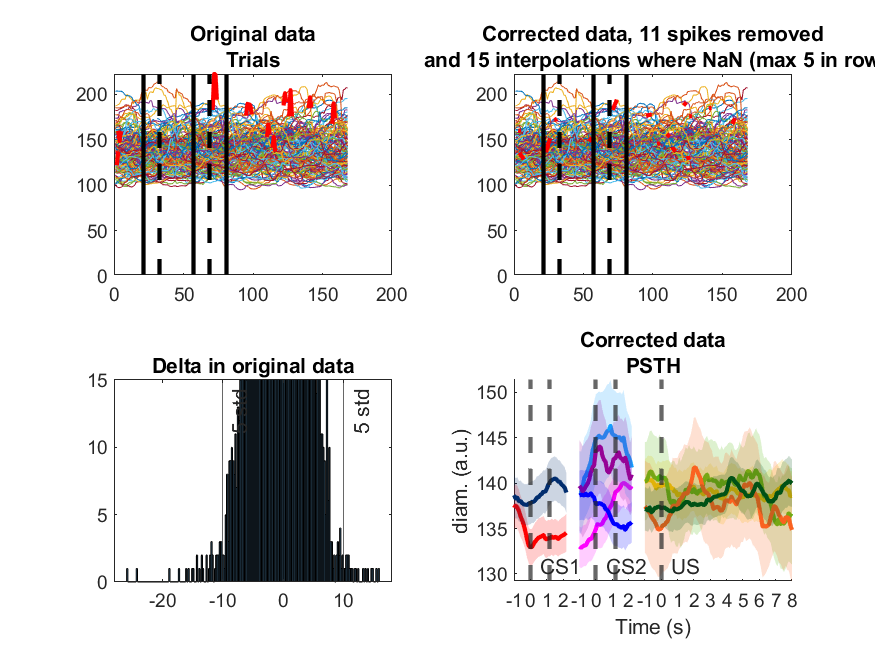 Original data
Trials
200
150
100
50
0
0 50 100 150 200
Corrected data, 11 spikes removed
and 15 interpolations where NaN (max 5 in row
200
150
100
50
0
0 50 100 150 200
Delta in original data
15
10
5
0
5 std
5 std
-20 -10 0 10
Corrected data
PSTH
150
145
140
135
130
diam. (a.u.)
CS1 CS2 US
-1 0 1 2 -1 0 1 2 -1 0 1 2 3 4 5 6 7 8
Time (s)